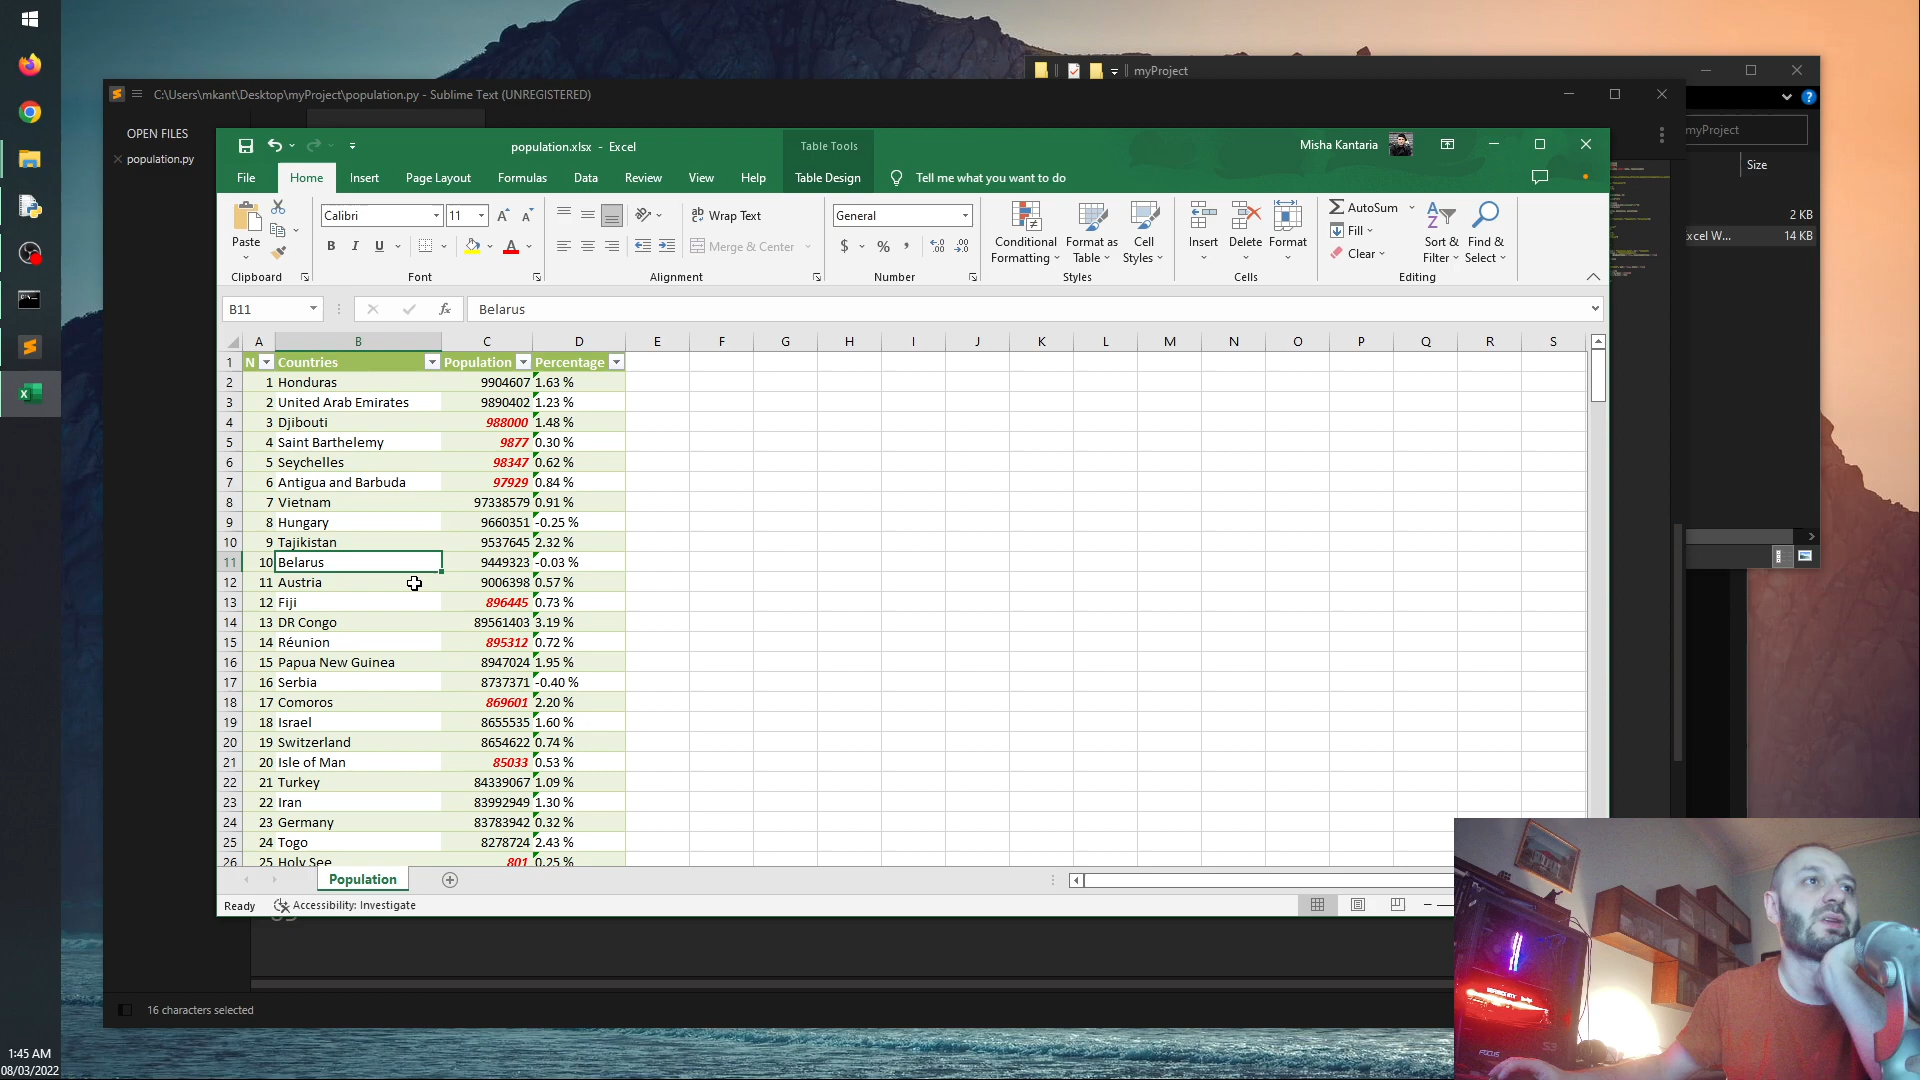 myProject
C:\Users\mkant\Desktop\myProject\population.py - Sublime Text (UNREGISTERED)
OPEN FILES
population.py
myProject
Size
2 KB
xcel W... 14 KB
population.xlsx - Excel
Table Tools
Misha Kantaria
File Home Insert Page Layout Formulas Data Review View Help Table Design Tell me what you want to do
Paste
Calibri 11
Wrap Text
Merge & Center
General
Conditional Formatting
Format as Table
Cell Styles
Insert Delete Format
AutoSum
Fill
Clear
Sort & Filter
Find & Select
Clipboard Font Alignment Number Styles Cells Editing
B11 fx Belarus
A B C D E F G H I J K L M N O P Q R S
1 N Countries Population Percentage
2 1 Honduras 9904607 1.63 %
3 2 United Arab Emirates 9890402 1.23 %
4 3 Djibouti 988000 1.48 %
5 4 Saint Barthelemy 9877 0.30 %
6 5 Seychelles 98347 0.62 %
7 6 Antigua and Barbuda 97929 0.84 %
8 7 Vietnam 97338579 0.91 %
9 8 Hungary 9660351 -0.25 %
10 9 Tajikistan 9537645 2.32 %
11 10 Belarus 9449323 -0.03 %
12 11 Austria 9006398 0.57 %
13 12 Fiji 896445 0.73 %
14 13 DR Congo 89561403 3.19 %
15 14 Réunion 895312 0.72 %
16 15 Papua New Guinea 8947024 1.95 %
17 16 Serbia 8737371 -0.40 %
18 17 Comoros 869601 2.20 %
19 18 Israel 8655535 1.60 %
20 19 Switzerland 8654622 0.74 %
21 20 Isle of Man 85033 0.53 %
22 21 Turkey 84339067 1.09 %
23 22 Iran 83992949 1.30 %
24 23 Germany 83783942 0.32 %
25 24 Togo 8278724 2.43 %
26 25 Holy See 801 0.25 %
Population
Ready Accessibility: Investigate
16 characters selected
1:45 AM
08/03/2022